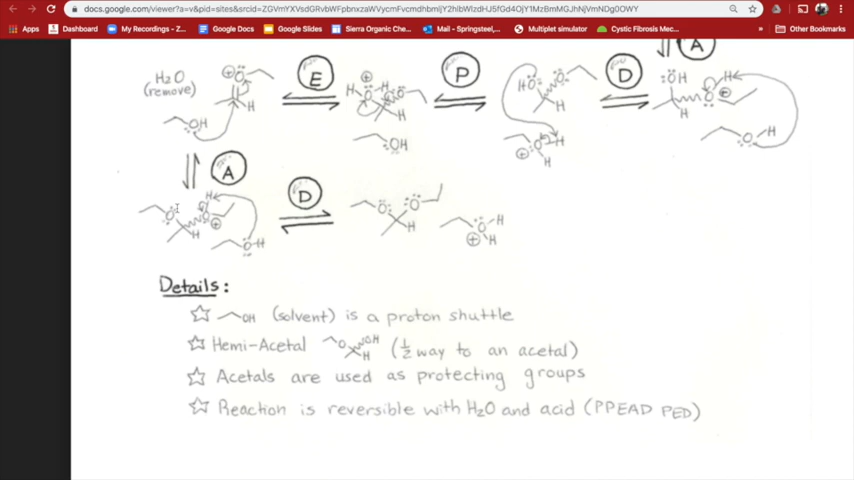 docs.google.com/viewer?a=v&pid=sites&srcid=ZGVmYXVsdGRvbWFpbnxzaWVycmFvcmdhbmljY2hlbWlzdHJ5fGd4OjY1MzBmMGJhNjVmNDg0OWY
Apps Dashboard My Recordings - Z... Google Docs Google Slides Sierra Organic Che... Mail - Springsteel,... Multiplet simulator Cystic Fibrosis Mec... » Other Bookmarks
A
H2O
(remove)
E
P
D
A
D
Details:
OH (solvent) is a proton shuttle
Hemi-Acetal O OH H (1/2 way to an acetal)
Acetals are used as protecting groups
Reaction is reversible with H2O and acid (PPEAD PED)